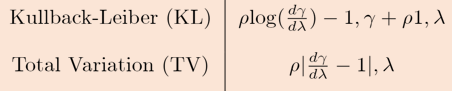 Kullback-Leiber (KL) ρlog(dγ/dλ) − 1, γ + ρ1, λ
Total Variation (TV) ρ|dγ/dλ − 1|, λ